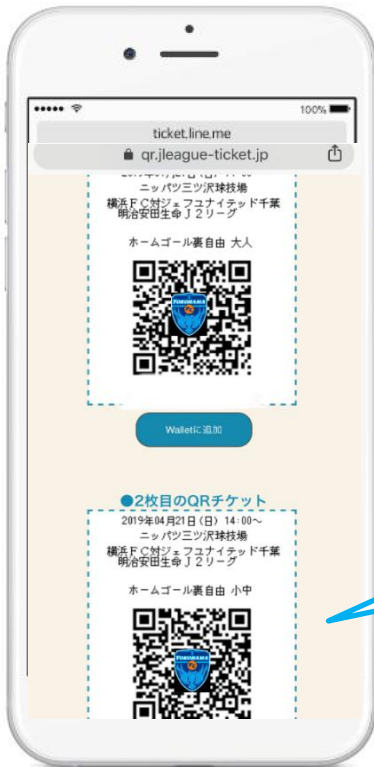 100%
ticket.line.me
qr.jleague-ticket.jp
ニッパツ三ツ沢球技場
横浜FC対ジェフユナイテッド千葉
明治安田生命J2リーグ
ホームゴール裏自由 大人
YOKOHAMA
Walletに追加
●2枚目のQRチケット
2019年04月21日(日) 14:00~
ニッパツ三ツ沢球技場
横浜FC対ジェフユナイテッド千葉
明治安田生命J2リーグ
ホームゴール裏自由 小中
YOKOHAMA